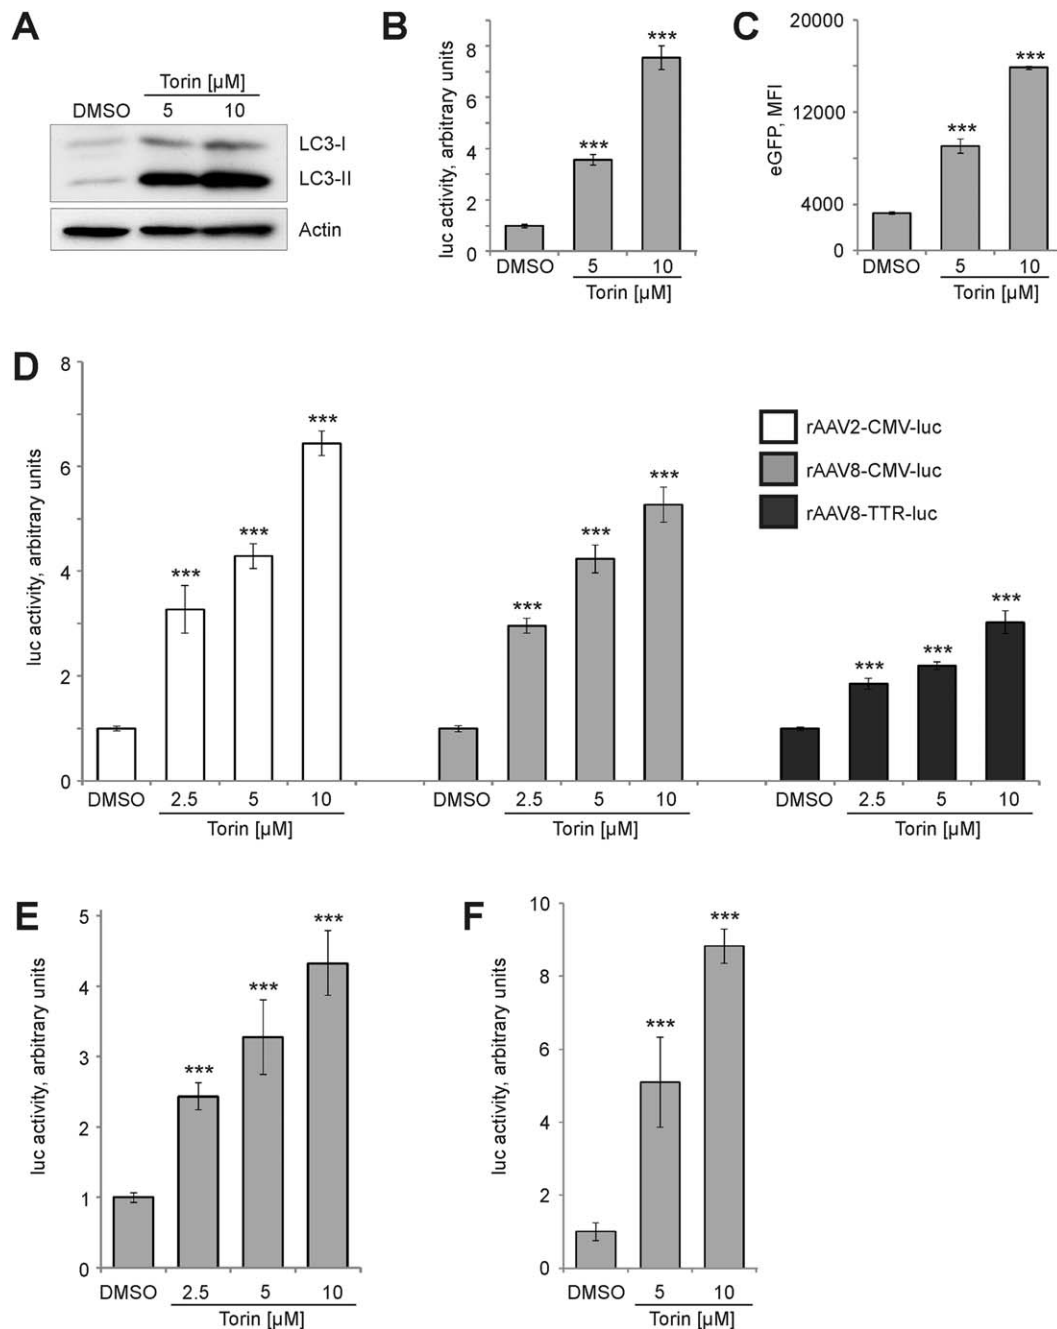 A
Torin [µM]
DMSO 5 10
LC3-I
LC3-II
Actin
B
luc activity, arbitrary units
8
6
4
2
0
***
***
DMSO 5 10
Torin [µM]
C
eGFP, MFI
20000
16000
12000
4000
0
***
***
DMSO 5 10
Torin [µM]
D
luc activity, arbitrary units
8
6
4
2
0
***
***
***
***
***
***
***
***
***
rAAV2-CMV-luc
rAAV8-CMV-luc
rAAV8-TTR-luc
DMSO 2.5 5 10 DMSO 2.5 5 10 DMSO 2.5 5 10
Torin [µM] Torin [µM] Torin [µM]
E
luc activity, arbitrary units
5
4
3
2
1
0
***
***
***
DMSO 2.5 5 10
Torin [µM]
F
luc activity, arbitrary units
10
8
6
4
2
0
***
***
DMSO 5 10
Torin [µM]